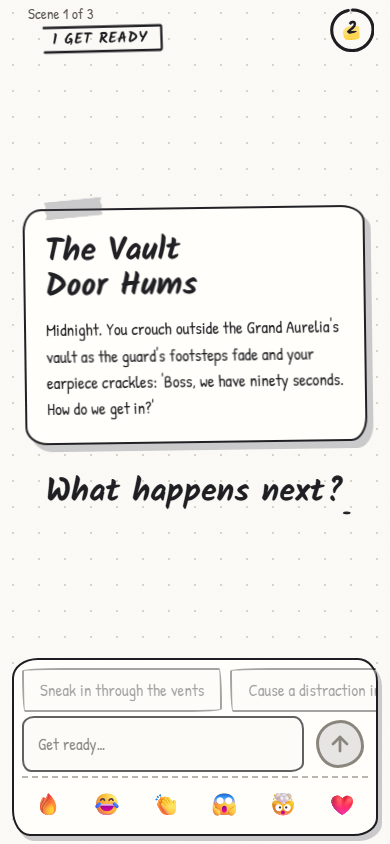 Scene 1 of 3
1 GET READY
2
The Vault
Door Hums
Midnight. You crouch outside the Grand Aurelia's
vault as the guard's footsteps fade and your
earpiece crackles: 'Boss, we have ninety seconds.
How do we get in?'
What happens next?_
Sneak in through the vents
Cause a distraction i
Get ready...